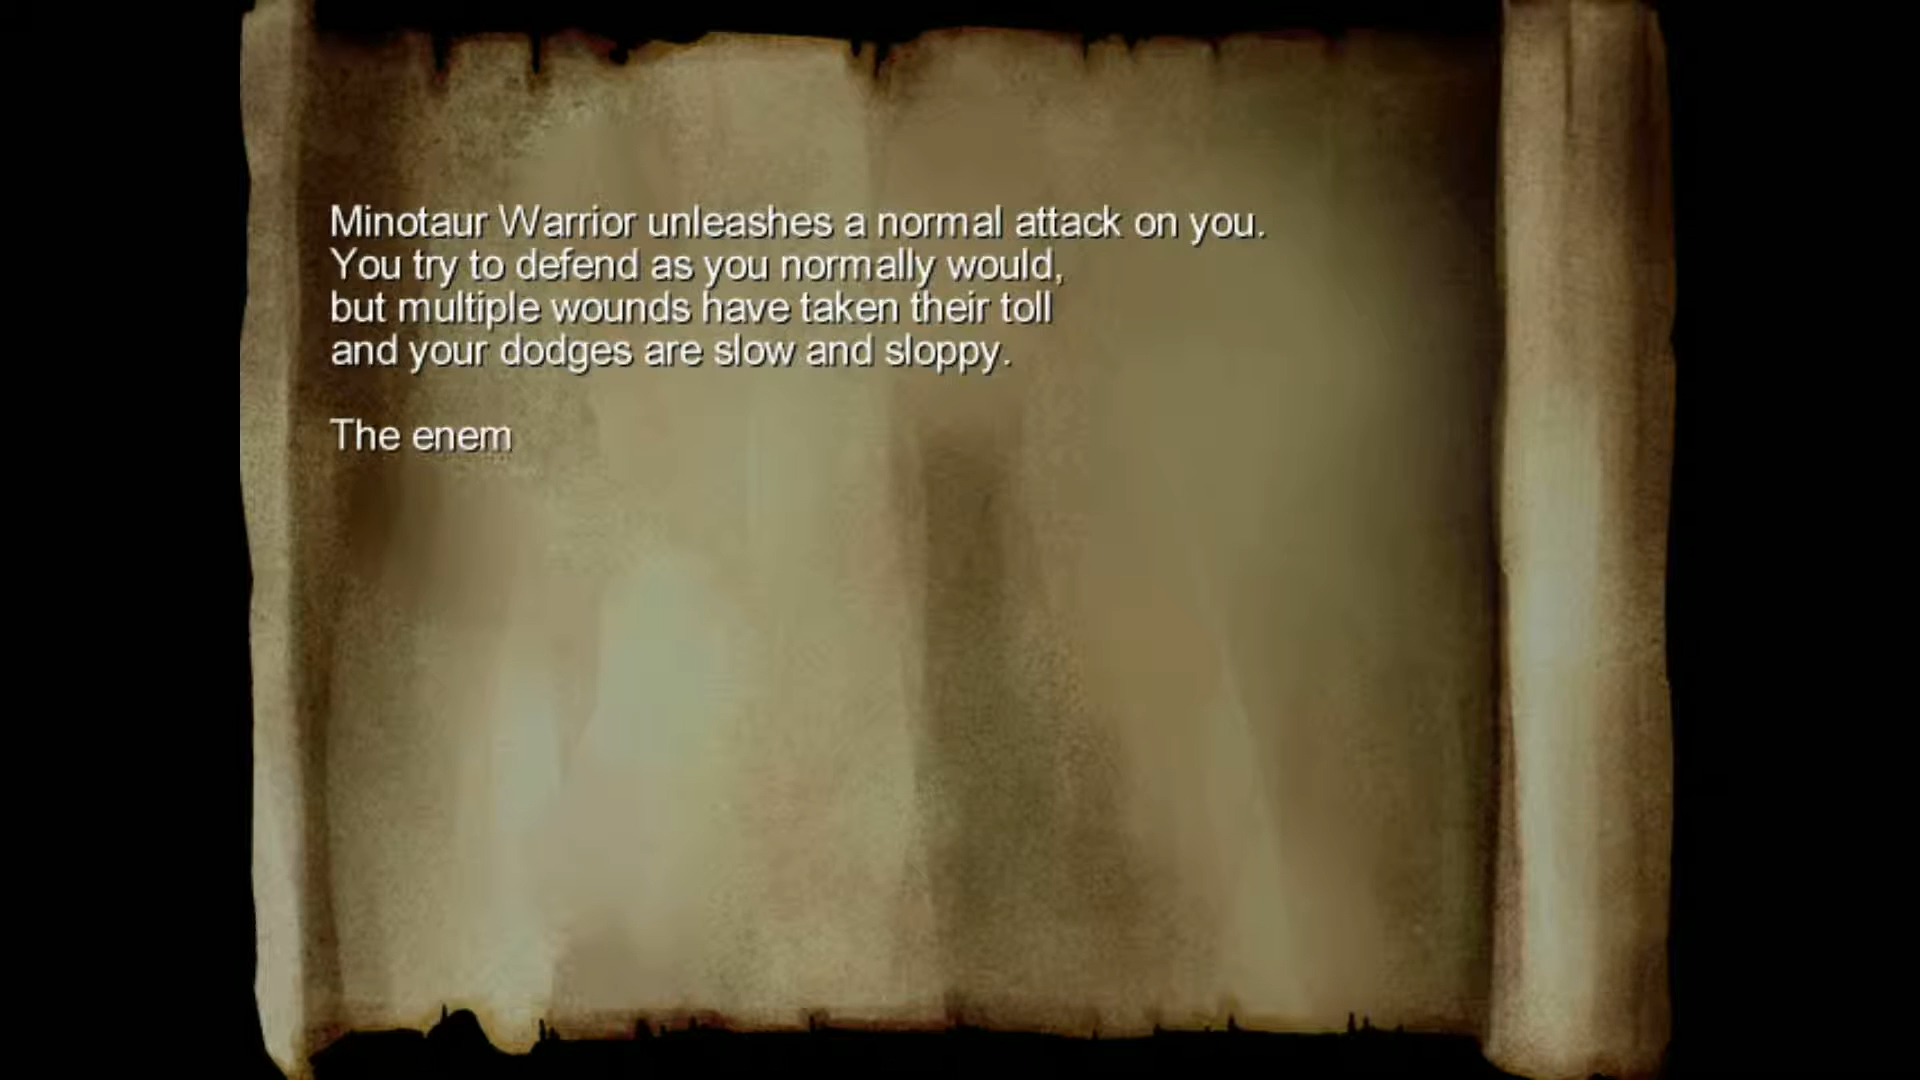 Minotaur Warrior unleashes a normal attack on you.
You try to defend as you normally would,
but multiple wounds have taken their toll
and your dodges are slow and sloppy.
The enem